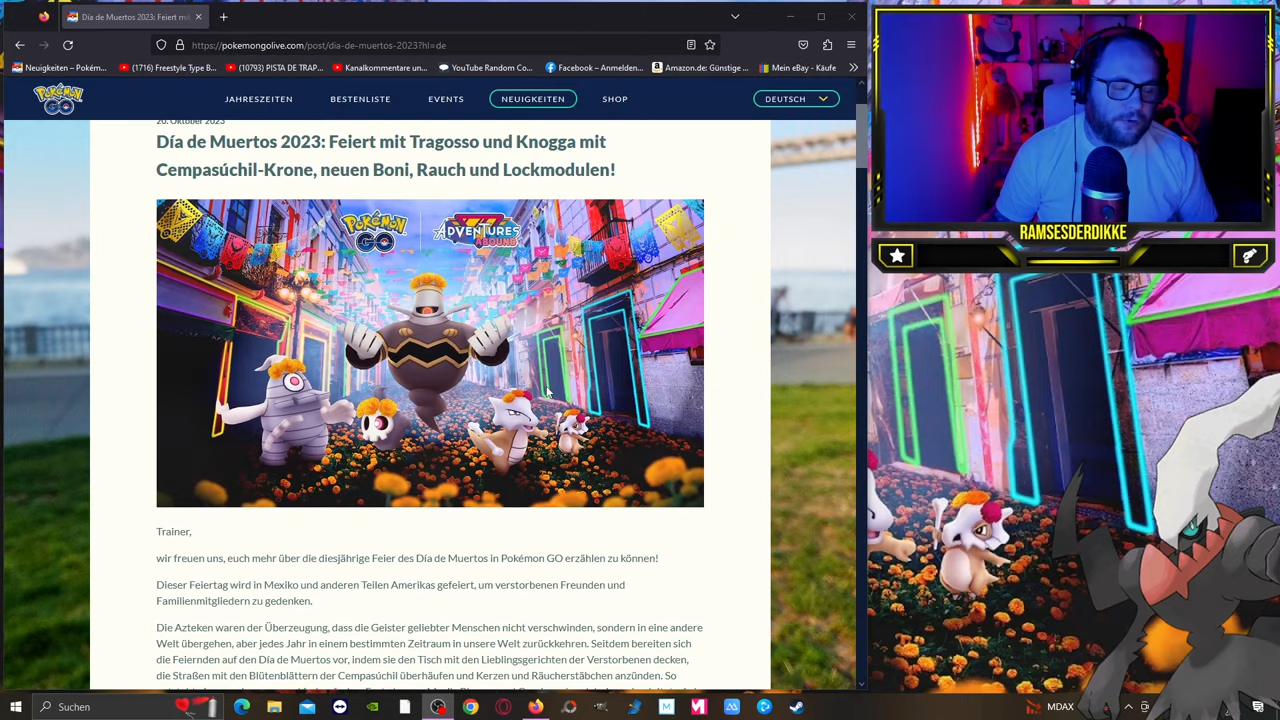 Día de Muertos 2023: Feiert mi
https://pokemongolive.com/post/dia-de-muertos-2023?hl=de
Neuigkeiten – Pokém...
(1716) Freestyle Type B...
(10793) PISTA DE TRAP...
Kanalkommentare un...
YouTube Random Co...
Facebook – Anmelden...
Amazon.de: Günstige ...
Mein eBay - Käufe
Pokémon GO
JAHRESZEITEN
BESTENLISTE
EVENTS
NEUIGKEITEN
SHOP
DEUTSCH
20. Oktober 2023
Día de Muertos 2023: Feiert mit Tragosso und Knogga mit
Cempasúchil-Krone, neuen Boni, Rauch und Lockmodulen!
Pokémon GO
ADVENTURES
ABOUND
RAMSESDERDIKKE
Trainer,
wir freuen uns, euch mehr über die diesjährige Feier des Día de Muertos in Pokémon GO erzählen zu können!
Dieser Feiertag wird in Mexiko und anderen Teilen Amerikas gefeiert, um verstorbenen Freunden und
Familienmitgliedern zu gedenken.
Die Azteken waren der Überzeugung, dass die Geister geliebter Menschen nicht verschwinden, sondern in eine andere
Welt übergehen, aber jedes Jahr in einem bestimmten Zeitraum in unsere Welt zurückkehren. Seitdem bereiten sich
die Feiernden auf den Día de Muertos vor, indem sie den Tisch mit den Lieblingsgerichten der Verstorbenen decken,
die Straßen mit den Blütenblättern der Cempasúchil überhäufen und Kerzen und Räucherstäbchen anzünden. So
Suchen
MDAX